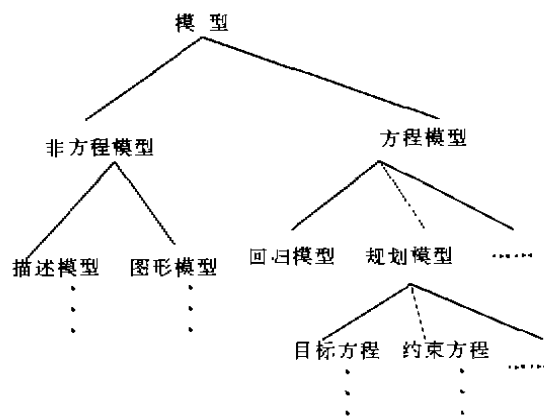 模型
非方程模型 方程模型
描述模型 图形模型 回归模型 规划模型 ……
目标方程 约束方程 ……